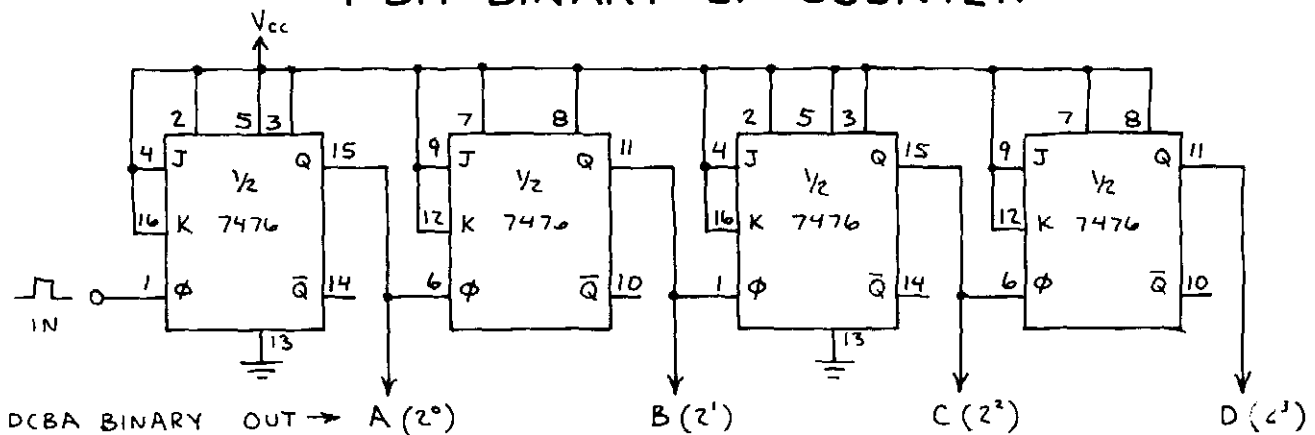 4-BIT BINARY UP COUNTER
Vcc
2 5 3 7 8 2 5 3 7 8
4 J Q 15 9 J Q 11 4 J Q 15 9 J Q 11
1/2 1/2 1/2 1/2
16 K 7476 12 K 7476 16 K 7476 12 K 7476
1 Φ Q̅ 14 6 Φ Q̅ 10 1 Φ Q̅ 14 6 Φ Q̅ 10
IN
13 13
DCBA BINARY OUT → A (2⁰) B (2¹) C (2²) D (2³)